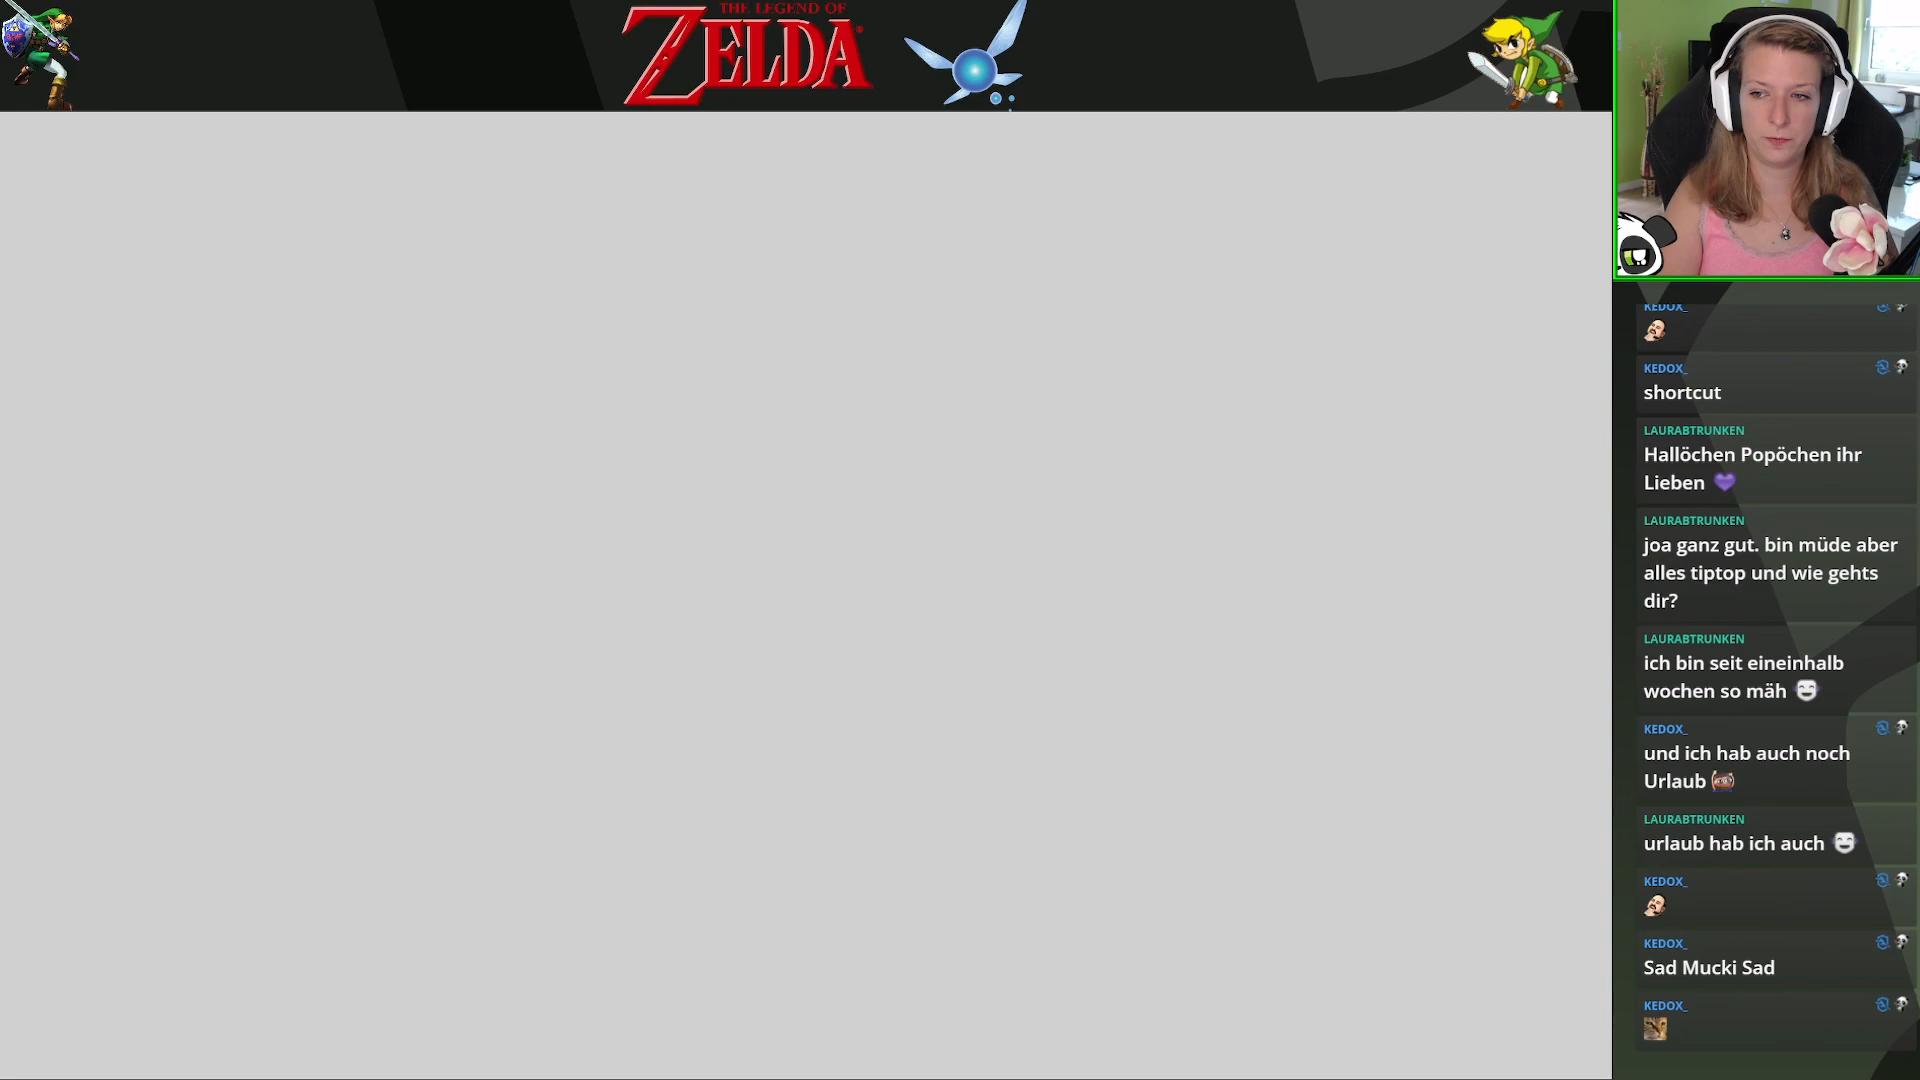 THE LEGEND OF
ZELDA
KEDOX_
KEDOX_
shortcut
LAURABTRUNKEN
Hallöchen Popöchen ihr
Lieben
LAURABTRUNKEN
joa ganz gut. bin müde aber
alles tiptop und wie gehts
dir?
LAURABTRUNKEN
ich bin seit eineinhalb
wochen so mäh
KEDOX_
und ich hab auch noch
Urlaub
LAURABTRUNKEN
urlaub hab ich auch
KEDOX_
KEDOX_
Sad Mucki Sad
KEDOX_